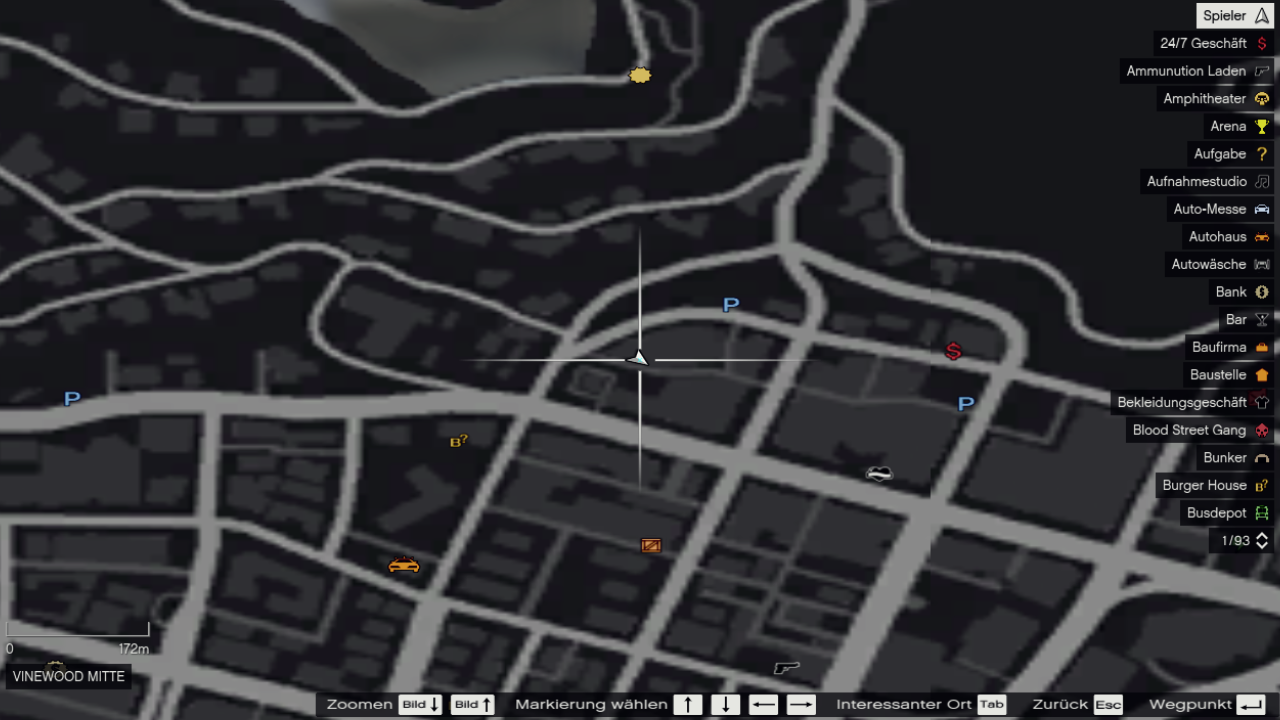 Spieler
24/7 Geschäft
Ammunution Laden
Amphitheater
Arena
Aufgabe
Aufnahmestudio
Auto-Messe
Autohaus
Autowäsche
Bank
Bar
Baufirma
Baustelle
Bekleidungsgeschäft
Blood Street Gang
Bunker
Burger House B?
Busdepot
1/93
P
$
P
P
B?
0 172m
VINEWOOD MITTE
Zoomen Bild↓ Bild↑ Markierung wählen ↑ ↓ ← → Interessanter Ort Tab Zurück Esc Wegpunkt